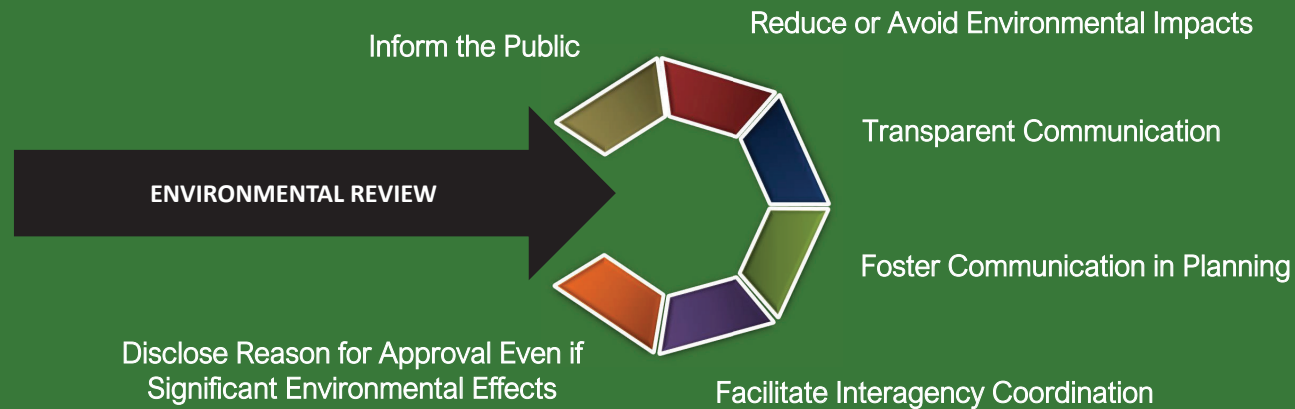 Reduce or Avoid Environmental Impacts
Inform the Public
Transparent Communication
ENVIRONMENTAL REVIEW
Foster Communication in Planning
Disclose Reason for Approval Even if
Significant Environmental Effects
Facilitate Interagency Coordination